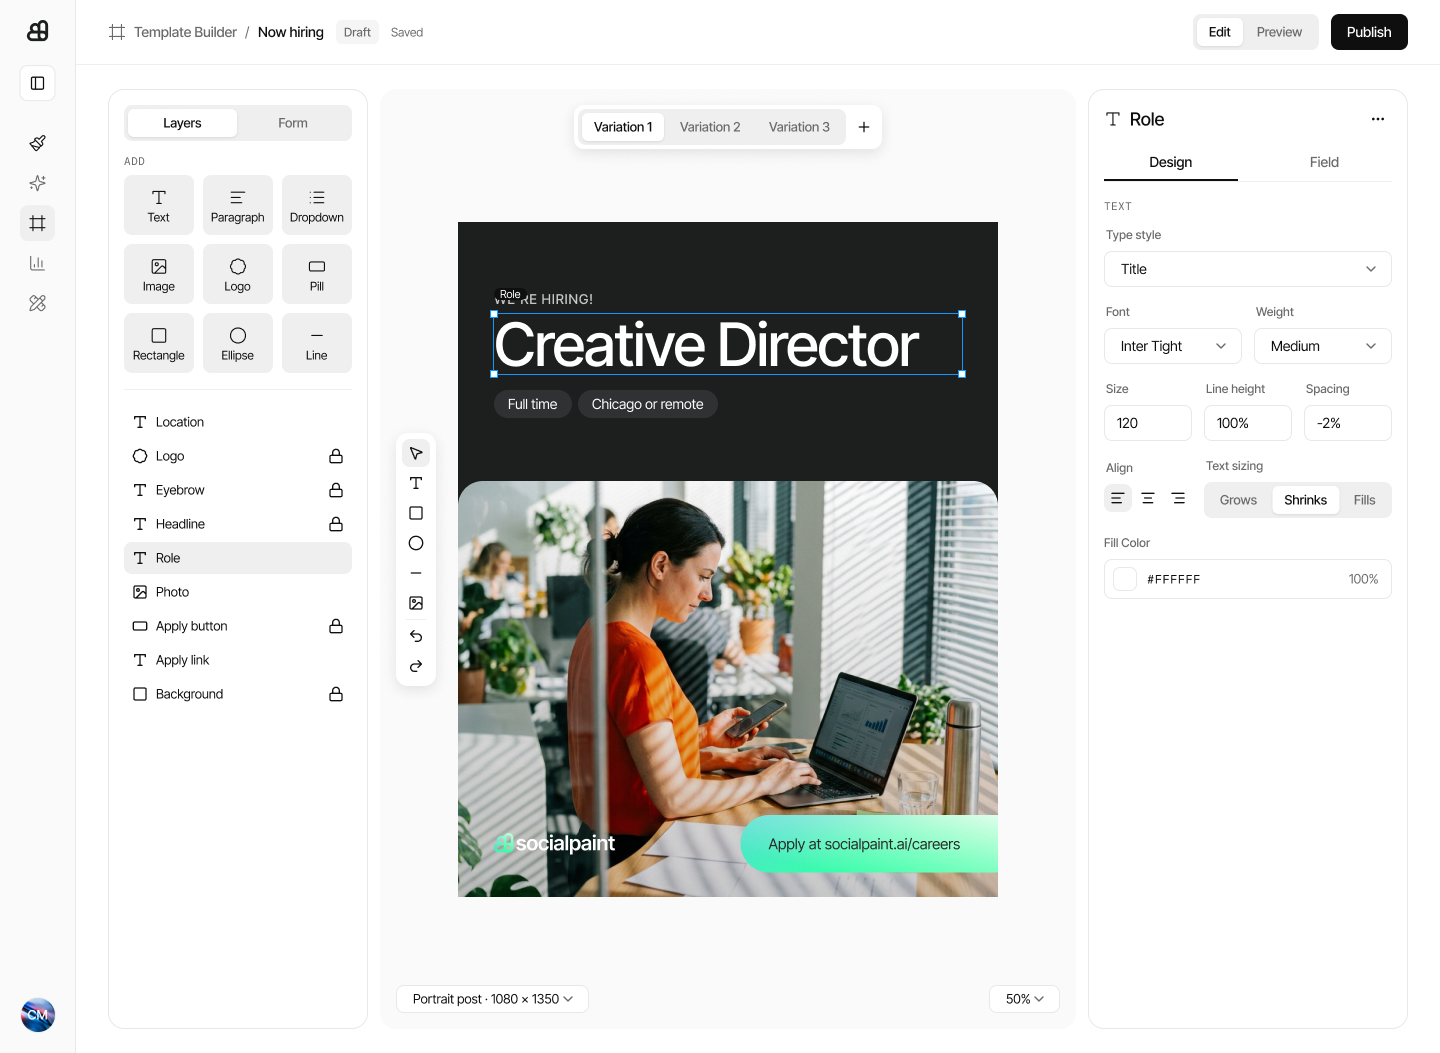 Template Builder / Now hiring Draft Saved
Edit Preview Publish
Layers Form
ADD
Text Paragraph Dropdown
Image Logo Pill
Rectangle Ellipse Line
Location
Logo
Eyebrow
Headline
Role
Photo
Apply button
Apply link
Background
CM
Variation 1 Variation 2 Variation 3
Role
WE'RE HIRING!
Creative Director
Full time Chicago or remote
socialpaint
Apply at socialpaint.ai/careers
Portrait post · 1080 × 1350
50%
Role
Design Field
TEXT
Type style
Title
Font Weight
Inter Tight Medium
Size Line height Spacing
120 100% -2%
Align Text sizing
Grows Shrinks Fills
Fill Color
#FFFFFF 100%